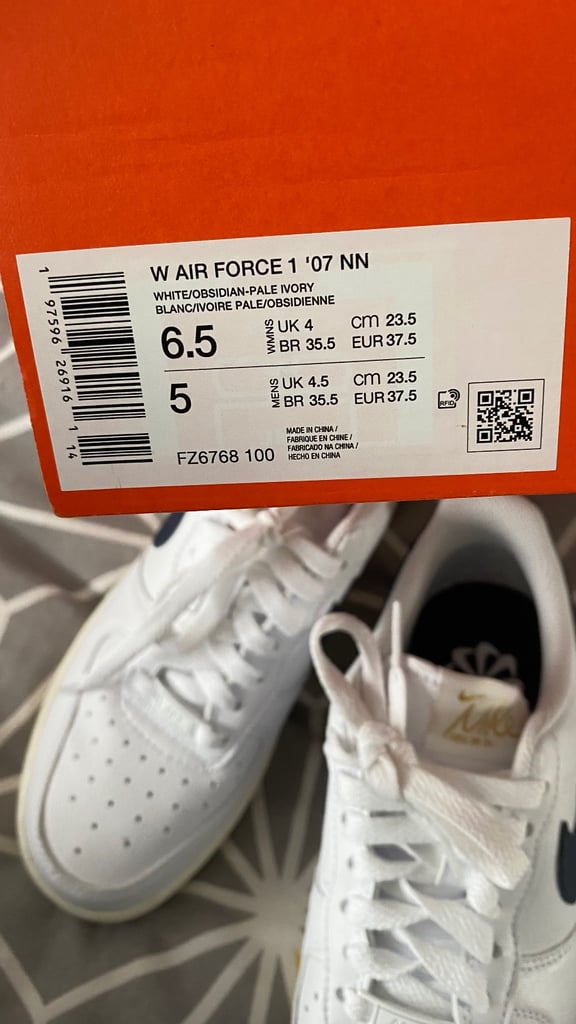 W AIR FORCE 1 '07 NN
WHITE/OBSIDIAN-PALE IVORY
BLANC/IVOIRE PALE/OBSIDIENNE
6.5 WMNS UK 4 cm 23.5
BR 35.5 EUR 37.5
5 MENS UK 4.5 cm 23.5
BR 35.5 EUR 37.5
RFID
FZ6768 100
MADE IN CHINA /
FABRIQUE EN CHINE /
FABRICADO NA CHINA /
HECHO EN CHINA
1 97596 26916 1 14